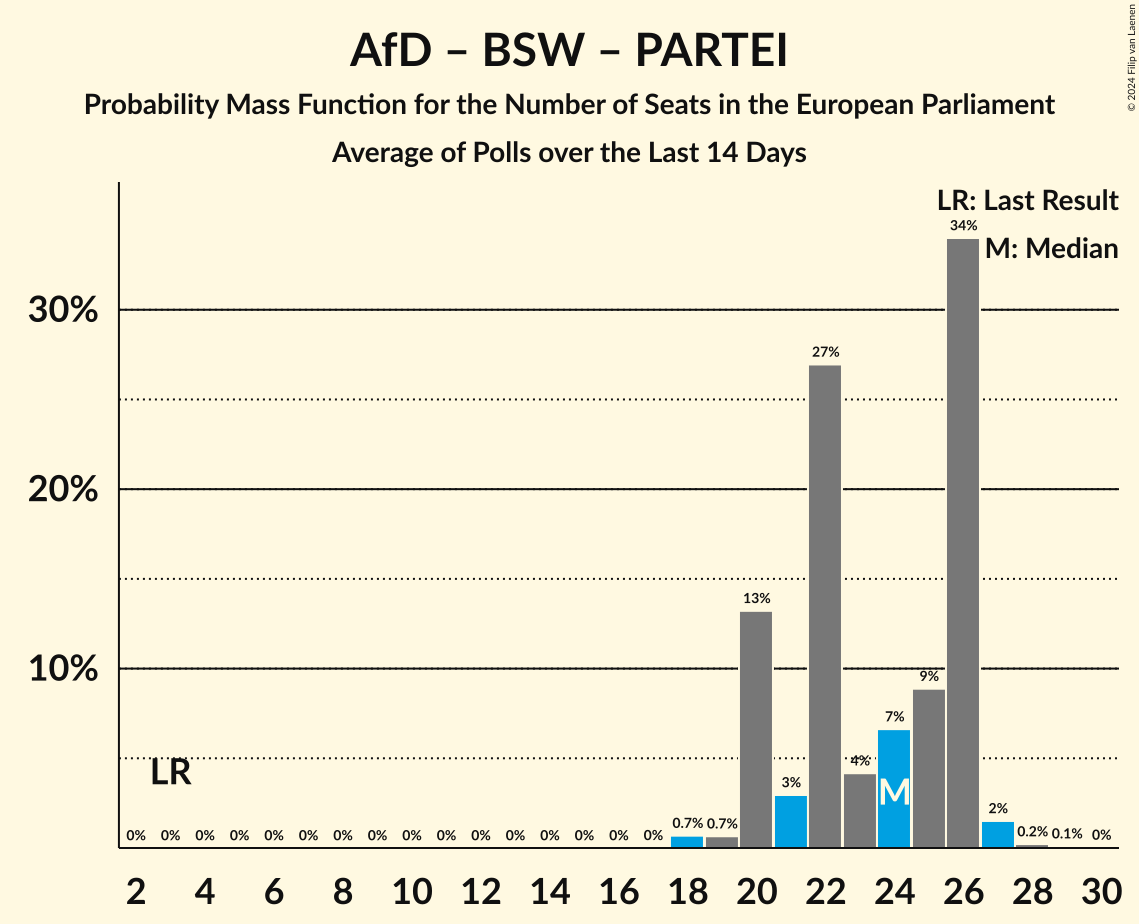 AfD – BSW – PARTEI
Probability Mass Function for the Number of Seats in the European Parliament
Average of Polls over the Last 14 Days
© 2024 Filip van Laenen
LR: Last Result
M: Median
34%
30%
27%
20%
13%
10%
9%
7%
4%
3%
LR
M
2%
0% 0% 0% 0% 0% 0% 0% 0% 0% 0% 0% 0% 0% 0% 0% 0% 0.7% 0.7% 0.2% 0.1% 0%
2 4 6 8 10 12 14 16 18 20 22 24 26 28 30